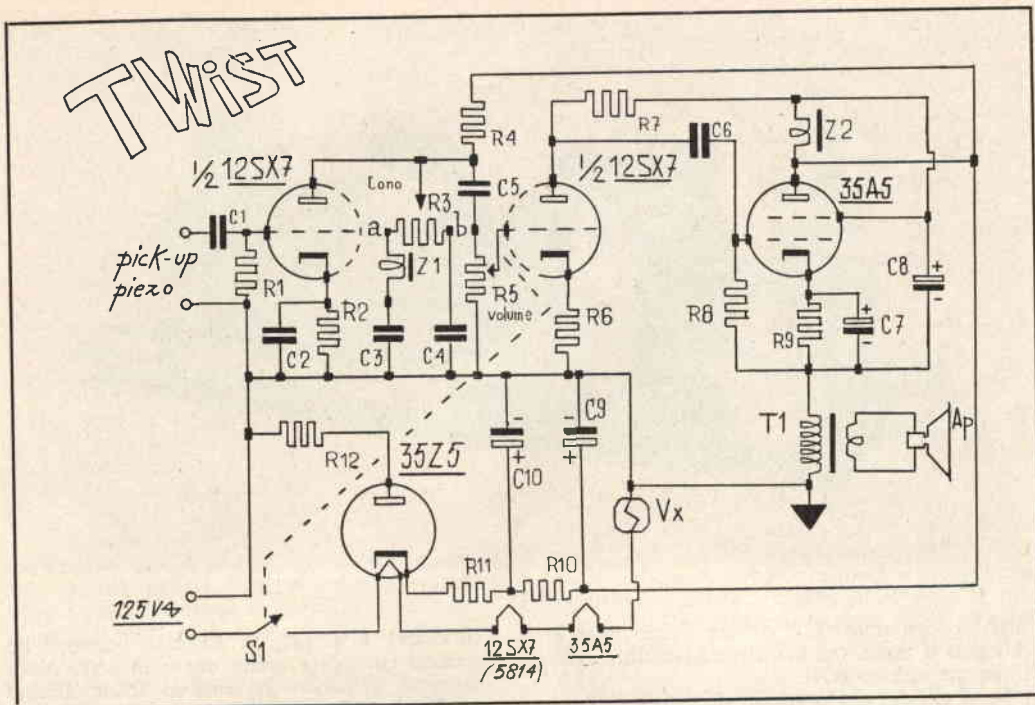 TWiST
½ 12SX7
C1
pick-up
piezo
R1
C2
R2
tono
R3
a
b
Z1
C3
C4
R4
C5
R5
volume
½ 12SX7
R6
R7
C6
Z2
35A5
R8
R9
C7
C8
+
-
+
-
T1
Ap
R12
35Z5
-
C10
+
-
C9
+
Vx
R11
R10
125V
S1
12SX7
(5814)
35A5